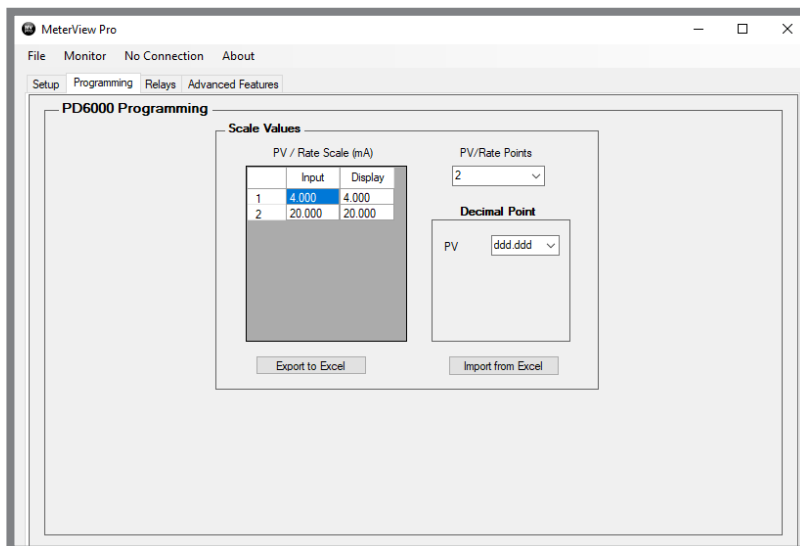 MeterView Pro
File Monitor No Connection About
Setup Programming Relays Advanced Features
PD6000 Programming
Scale Values
PV / Rate Scale (mA)
Input Display
1 4.000 4.000
2 20.000 20.000
Export to Excel
PV/Rate Points
2
Decimal Point
PV ddd.ddd
Import from Excel